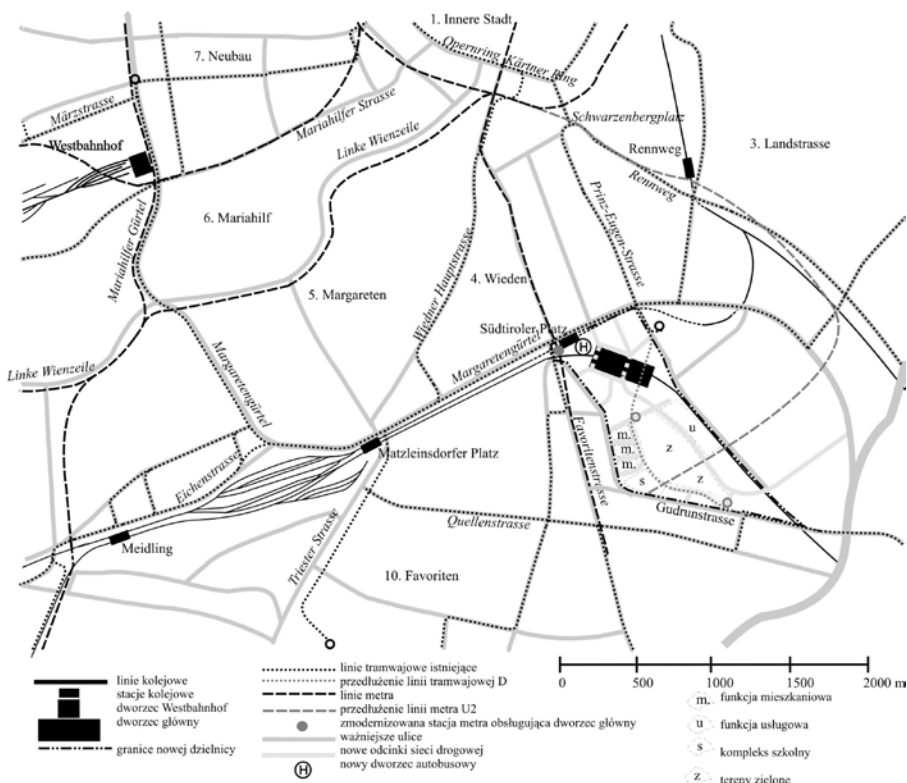 1. Innere Stadt
7. Neubau
Opernring
Kärtner Ring
Märzstrasse
Mariahilfer Strasse
Schwarzenbergplatz
Westbahnhof
Linke Wienzeile
Rennweg
3. Landstrasse
Rennweg
Prinz-Eugen-Strasse
6. Mariahilf
Mariahilfer Gürtel
Wiedner Hauptstrasse
4. Wieden
5. Margareten
Südtiroler Platz
H
Margaretengürtel
Linke Wienzeile
Margaretengürtel
Favoritenstrasse
u
m.
m.
z
m.
Matzleinsdorfer Platz
Eichenstrasse
s
z
Gudrunstrasse
Quellenstrasse
Meidling
Triester Strasse
10. Favoriten
linie kolejowe
stacje kolejowe
dworzec Westbahnhof
dworzec główny
granice nowej dzielnicy
linie tramwajowe istniejące
przedłużenie linii tramwajowej D
linie metra
przedłużenie linii metra U2
zmodernizowana stacja metra obsługująca dworzec główny
ważniejsze ulice
nowe odcinki sieci drogowej
H nowy dworzec autobusowy
0 500 1000 1500 2000 m
m. funkcja mieszkaniowa
u funkcja usługowa
s kompleks szkolny
z tereny zielone